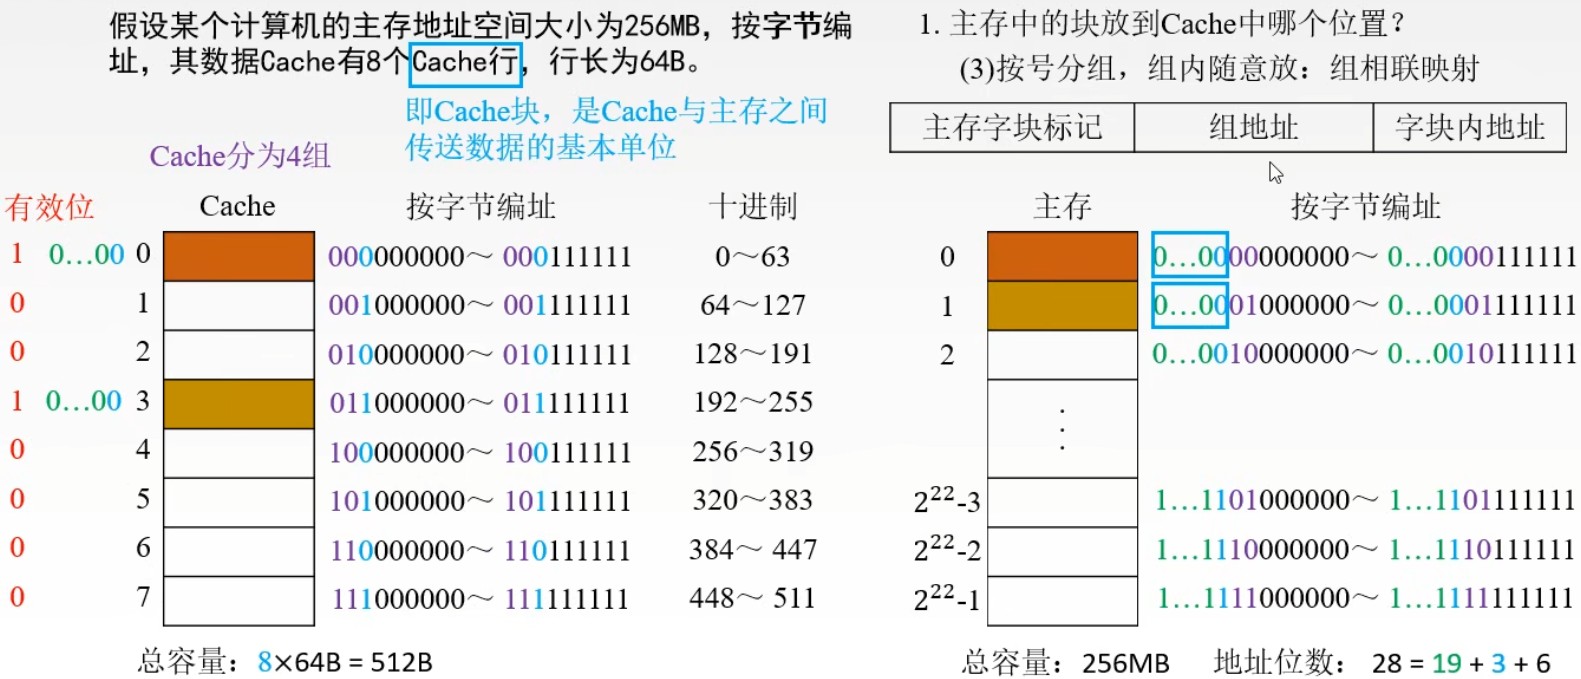 假设某个计算机的主存地址空间大小为256MB，按字节编
址，其数据Cache有8个Cache行，行长为64B。
即Cache块，是Cache与主存之间
传送数据的基本单位
Cache分为4组
1. 主存中的块放到Cache中哪个位置？
(3)按号分组，组内随意放：组相联映射
主存字块标记 组地址 字块内地址
有效位 Cache 按字节编址 十进制
1 0…00 0 000000000～000111111 0～63
0 1 001000000～001111111 64～127
0 2 010000000～010111111 128～191
1 0…00 3 011000000～011111111 192～255
0 4 100000000～100111111 256～319
0 5 101000000～101111111 320～383
0 6 110000000～110111111 384～447
0 7 111000000～111111111 448～511
总容量：8×64B = 512B
主存 按字节编址
0 0…0000000000～0…0000111111
1 0…0001000000～0…0001111111
2 0…0010000000～0…0010111111
⋮
2²²-3 1…1101000000～1…1101111111
2²²-2 1…1110000000～1…1110111111
2²²-1 1…1111000000～1…1111111111
总容量：256MB 地址位数： 28 = 19 + 3 + 6